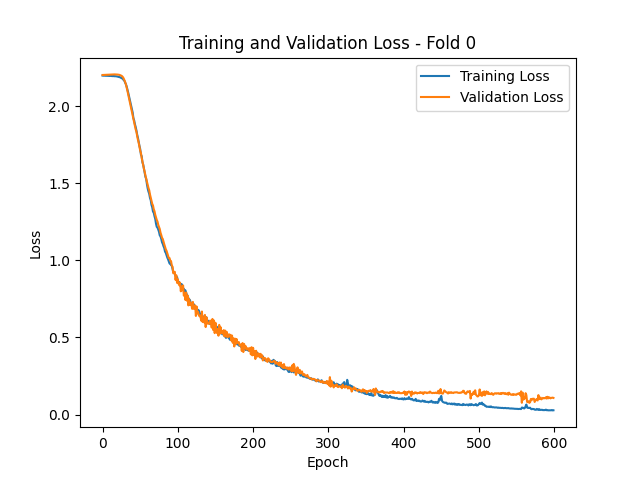 Training and Validation Loss - Fold 0
Training Loss
Validation Loss
2.0
1.5
1.0
0.5
0.0
Loss
0 100 200 300 400 500 600
Epoch